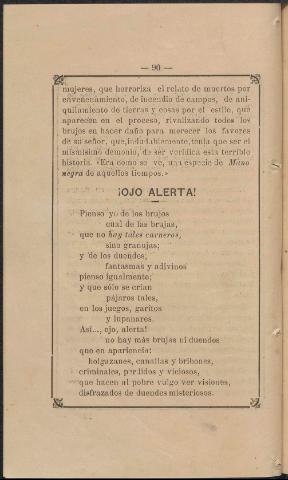 — 90 —
mujeres, que horroriza el relato de muertos por
envenenamiento, de incendio de campos, de ani-
quilamiento de tierras y cosas por el estilo, que
aparecen en el proceso, rivalizando todos los
brujos en hacer daño para merecer los favores
de su señor, que, indudablemente, tenía que ser el
mismísimo demonio, de ser verídica esta terrible
historia. «Era como se ve, una especie de Mano
negra de aquellos tiempos.»
¡OJO ALERTA!
Pienso yo de los brujos
cual de las brujas,
que no hay tales carneros,
sino granujas;
y de los duendes,
fantasmas y adivinos
pienso igualmente;
y que sólo se crían
pájaros tales,
en los juegos, garitos
y lupanares.
Así..., ojo, alerta!
no hay más brujas ni duendes
que en apariencia:
holgazanes, canallas y bribones,
criminales, perdidos y viciosos,
que hacen al pobre vulgo ver visiones,
disfrazados de duendes misteriosos.